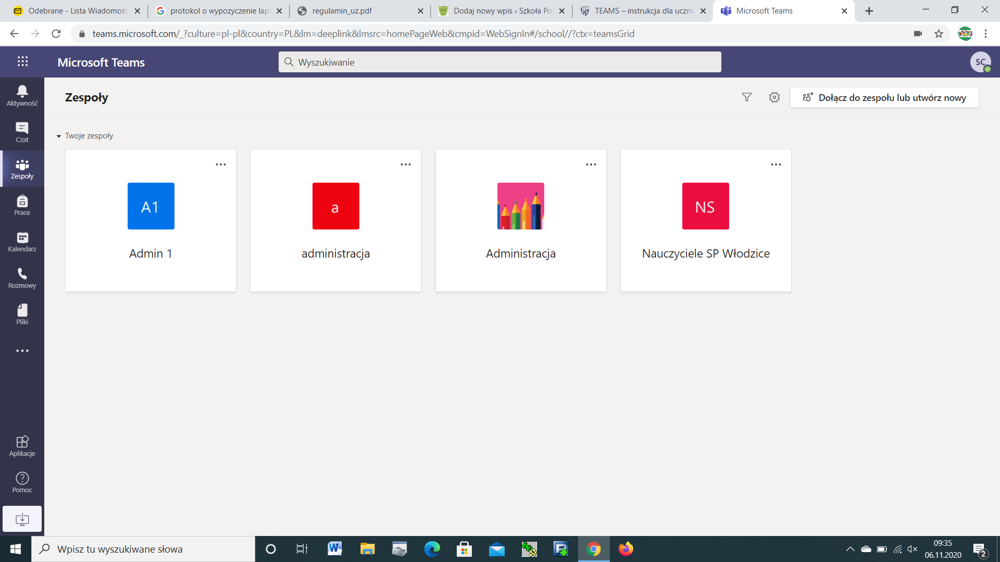 Odebrane - Lista Wiadomośc
protokol o wypozyczenie lapt
regulamin_uz.pdf
Dodaj nowy wpis ‹ Szkoła Po
TEAMS – instrukcja dla ucznia
Microsoft Teams
teams.microsoft.com/_?culture=pl-pl&country=PL&lm=deeplink&lmsrc=homePageWeb&cmpid=WebSignIn#/school//?ctx=teamsGrid
Microsoft Teams
Wyszukiwanie
SC
Aktywność
Czat
Zespoły
Prace
Kalendarz
Rozmowy
Pliki
Aplikacje
Pomoc
Zespoły
Dołącz do zespołu lub utwórz nowy
Twoje zespoły
A1
Admin 1
a
administracja
Administracja
NS
Nauczyciele SP Włodzice
Wpisz tu wyszukiwane słowa
09:35
06.11.2020
2